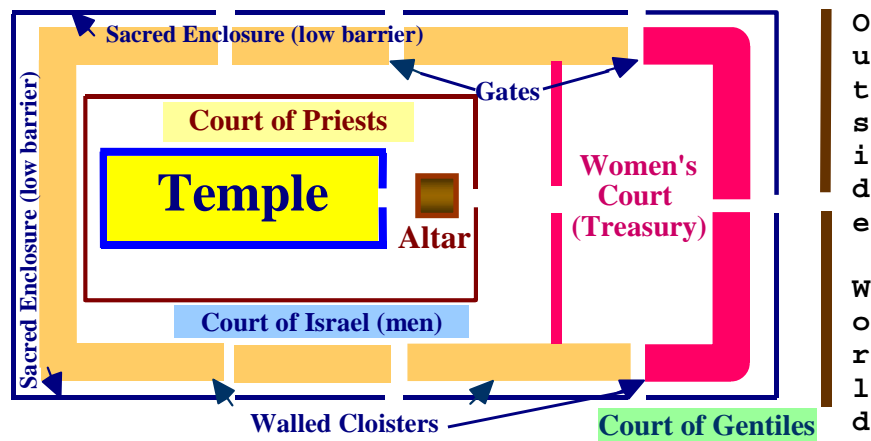 Sacred Enclosure (low barrier)
Sacred Enclosure (low barrier)
Gates
Court of Priests
Temple
Altar
Women's
Court
(Treasury)
Court of Israel (men)
Walled Cloisters
Court of Gentiles
Outside World